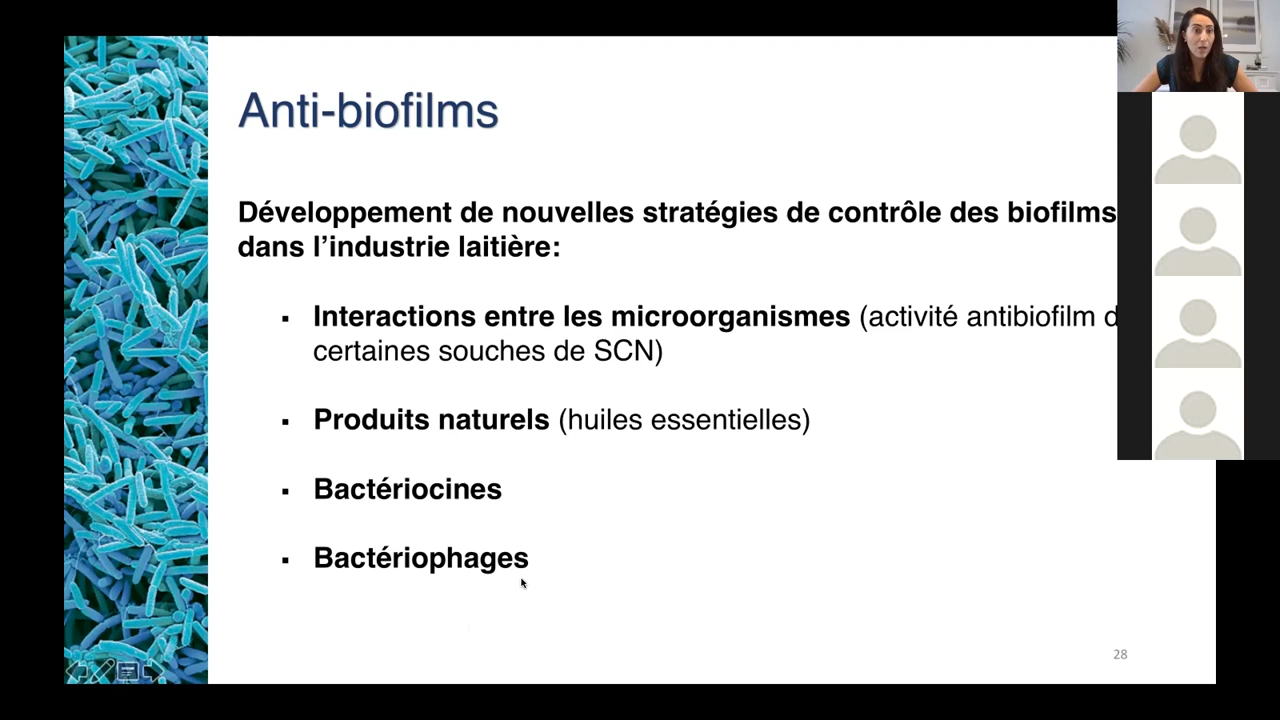 Anti-biofilms
Développement de nouvelles stratégies de contrôle des biofilms
dans l’industrie laitière:
▪ Interactions entre les microorganismes (activité antibiofilm d
certaines souches de SCN)
▪ Produits naturels (huiles essentielles)
▪ Bactériocines
▪ Bactériophages
28